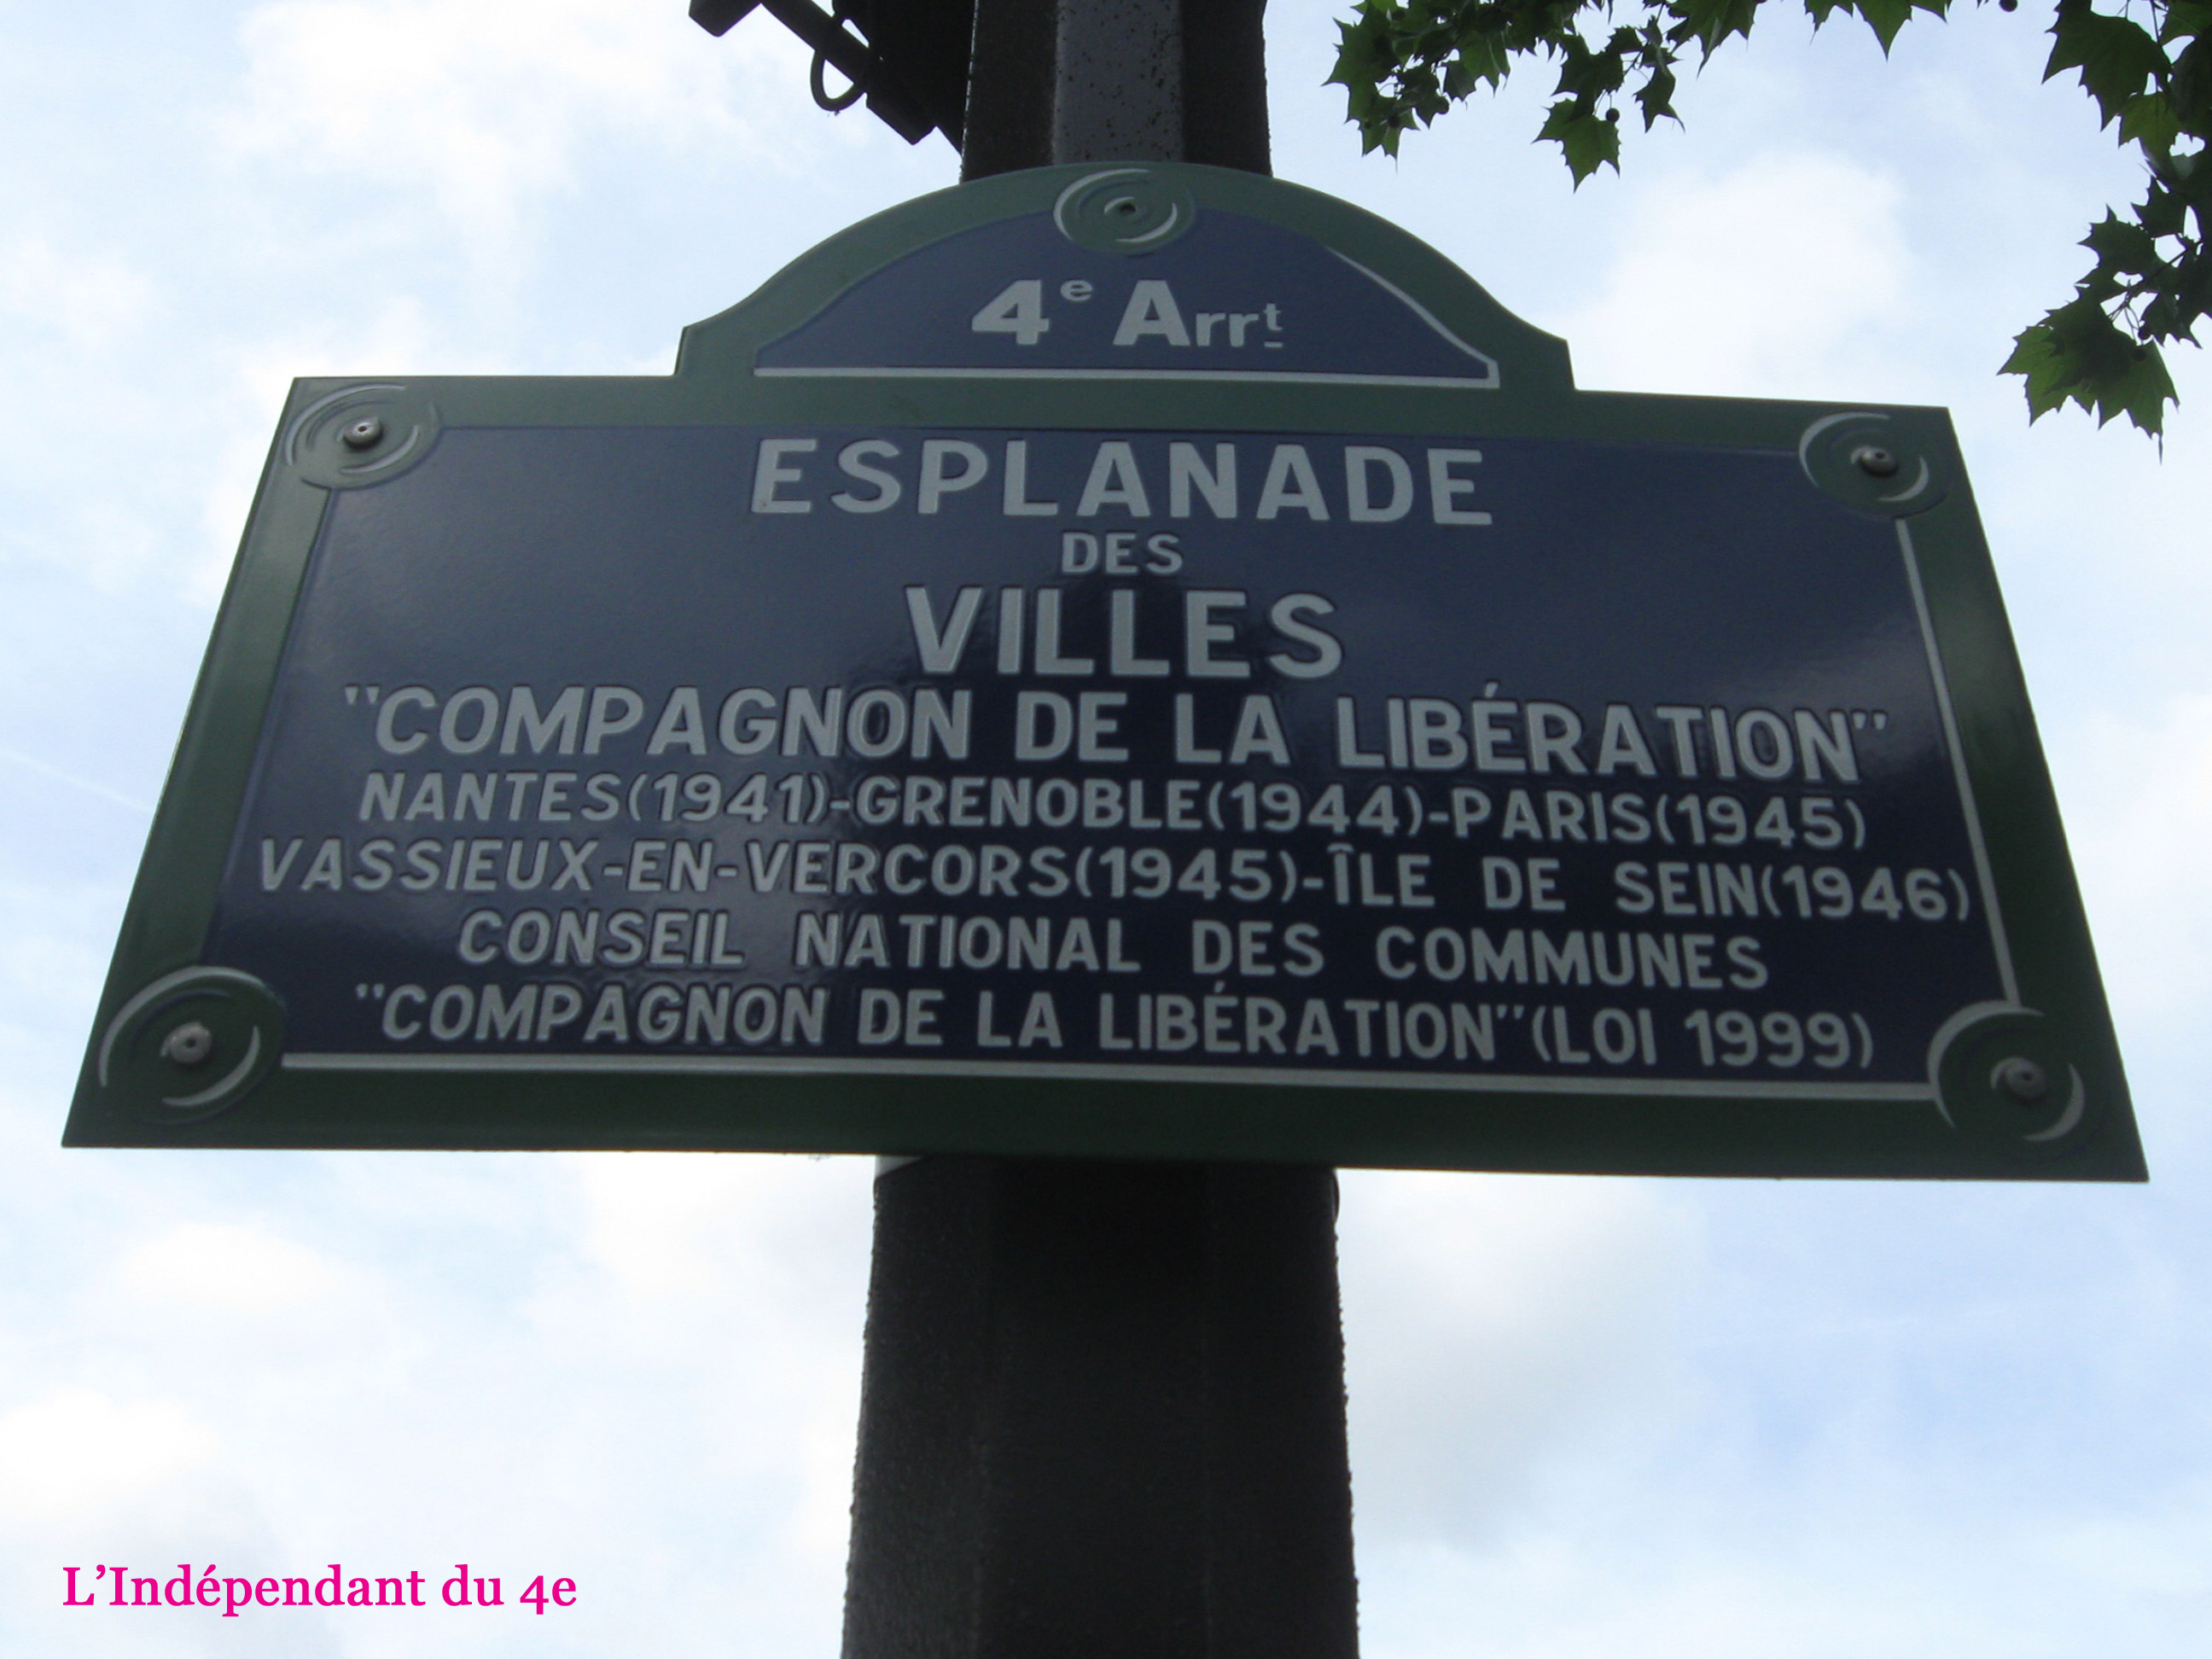 4e Arrt
ESPLANADE
DES
VILLES
"COMPAGNON DE LA LIBÉRATION"
NANTES(1941)-GRENOBLE(1944)-PARIS(1945)
VASSIEUX-EN-VERCORS(1945)-ÎLE DE SEIN(1946)
CONSEIL NATIONAL DES COMMUNES
"COMPAGNON DE LA LIBÉRATION"(LOI 1999)
L'Indépendant du 4e